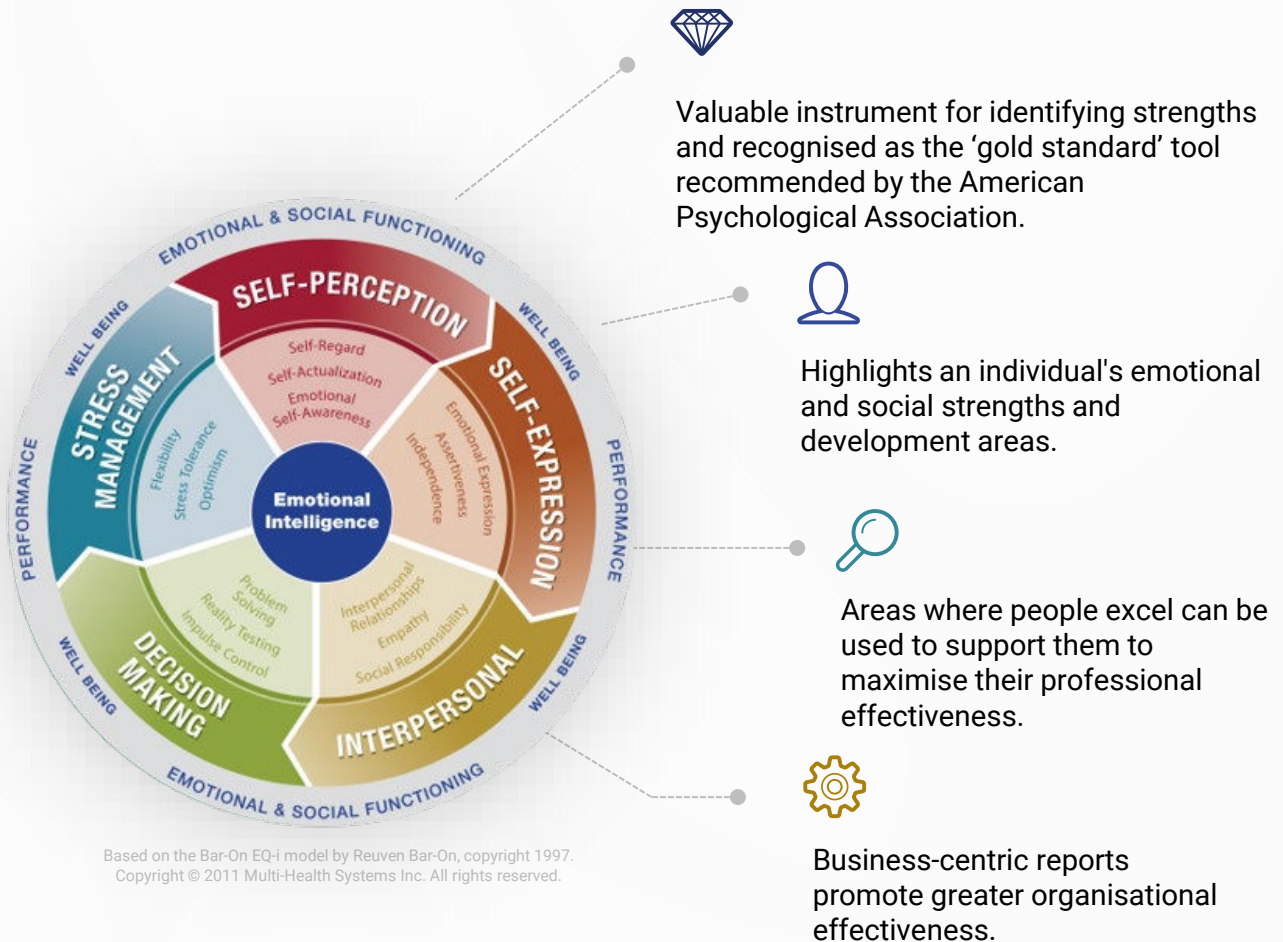 EMOTIONAL & SOCIAL FUNCTIONING
WELL BEING
PERFORMANCE
WELL BEING
EMOTIONAL & SOCIAL FUNCTIONING
WELL BEING
PERFORMANCE
WELL BEING
SELF-PERCEPTION
Self-Regard
Self-Actualization
Emotional
Self-Awareness
SELF-EXPRESSION
Emotional Expression
Assertiveness
Independence
INTERPERSONAL
Interpersonal
Relationships
Empathy
Social Responsibility
DECISION
MAKING
Problem
Solving
Reality Testing
Impulse Control
STRESS
MANAGEMENT
Flexibility
Stress Tolerance
Optimism
Emotional
Intelligence
Based on the Bar-On EQ-i model by Reuven Bar-On, copyright 1997.
Copyright © 2011 Multi-Health Systems Inc. All rights reserved.
Valuable instrument for identifying strengths
and recognised as the ‘gold standard’ tool
recommended by the American
Psychological Association.
Highlights an individual's emotional
and social strengths and
development areas.
Areas where people excel can be
used to support them to
maximise their professional
effectiveness.
Business-centric reports
promote greater organisational
effectiveness.